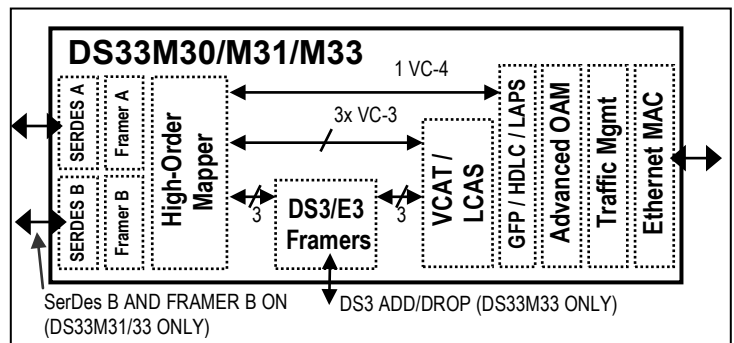 DS33M30/M31/M33
1 VC-4
3x VC-3
SERDES A
Framer A
SERDES B
Framer B
High-Order
Mapper
3
DS3/E3
Framers
3
VCAT /
LCAS
GFP / HDLC / LAPS
Advanced OAM
Traffic Mgmt
Ethernet MAC
SerDes B AND FRAMER B ON
(DS33M31/33 ONLY)
DS3 ADD/DROP (DS33M33 ONLY)